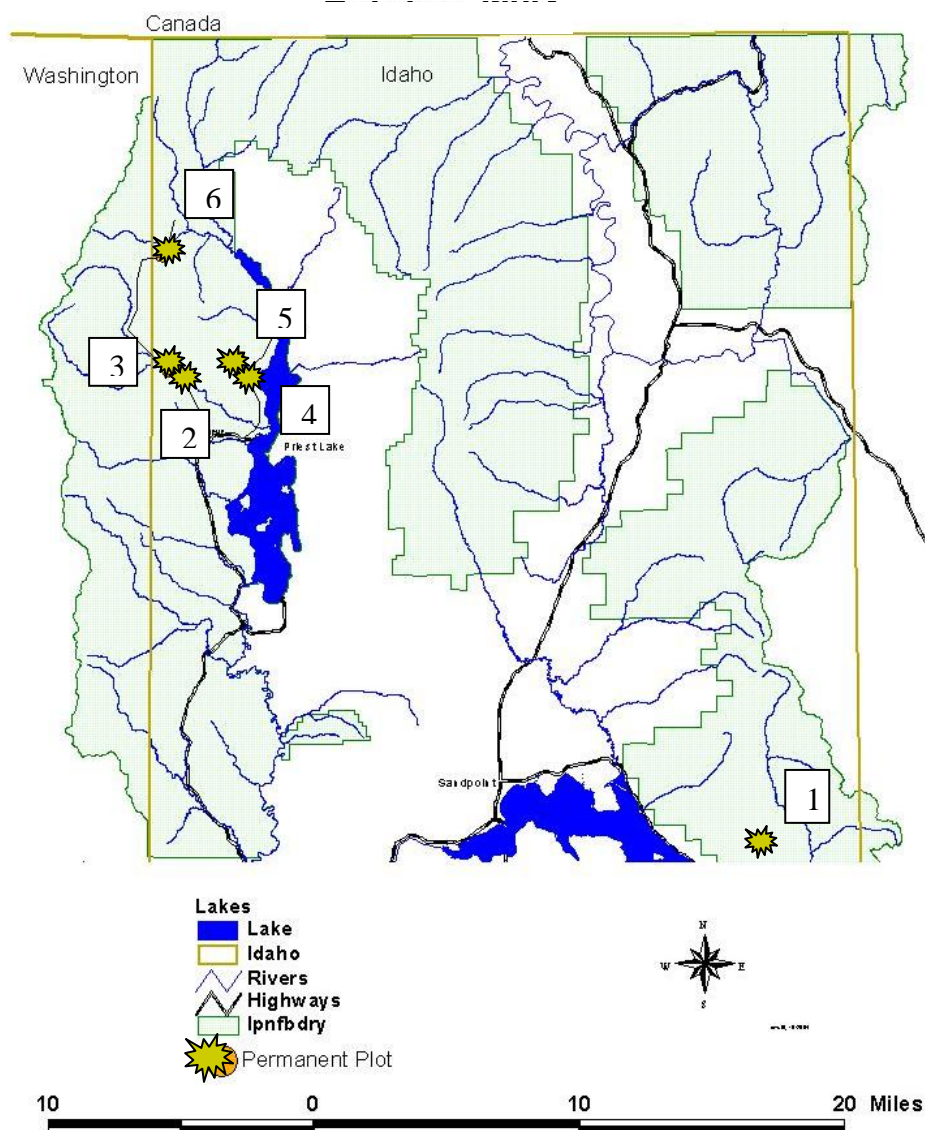 Canada
Washington
Idaho
6
5
3
4
2
Priest Lake
Sandpoint
1
Lakes
Lake
Idaho
Rivers
Highways
Ipnfbdry
Permanent Plot
N
W E
S
10 0 10 20 Miles